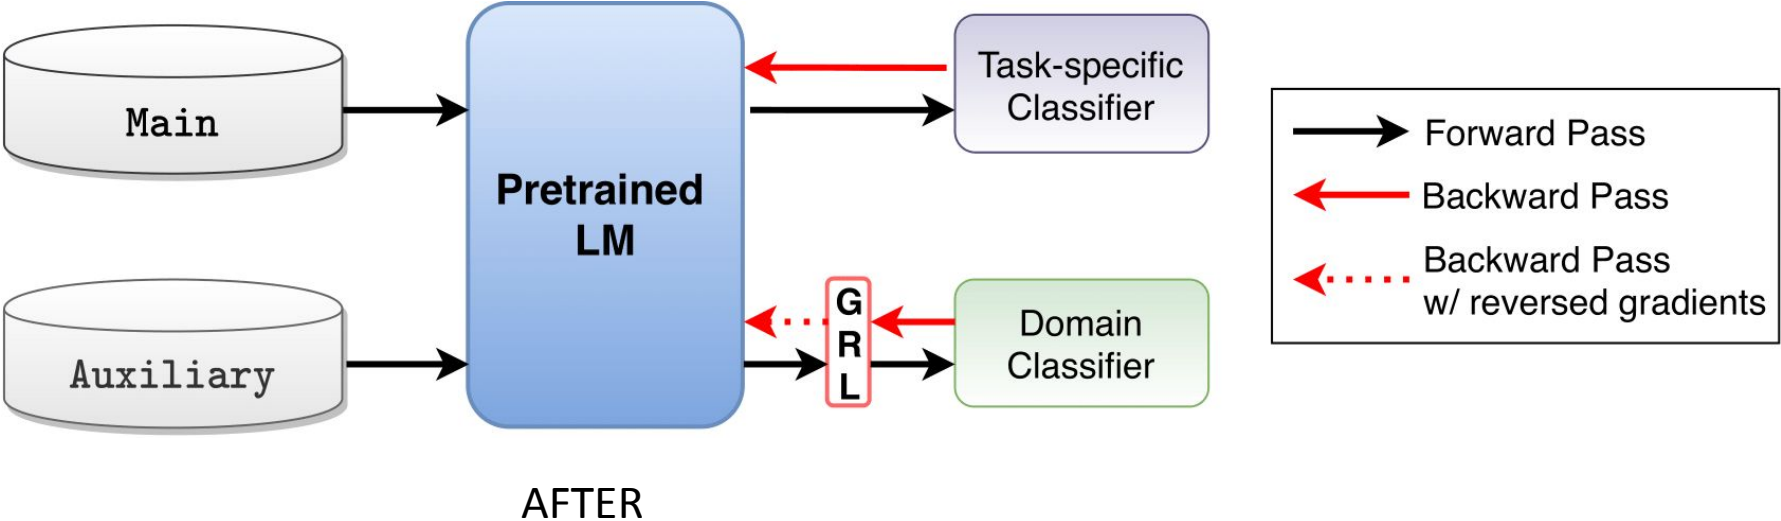 Main
Auxiliary
Pretrained
LM
G
R
L
Task-specific
Classifier
Domain
Classifier
Forward Pass
Backward Pass
Backward Pass
w/ reversed gradients
AFTER